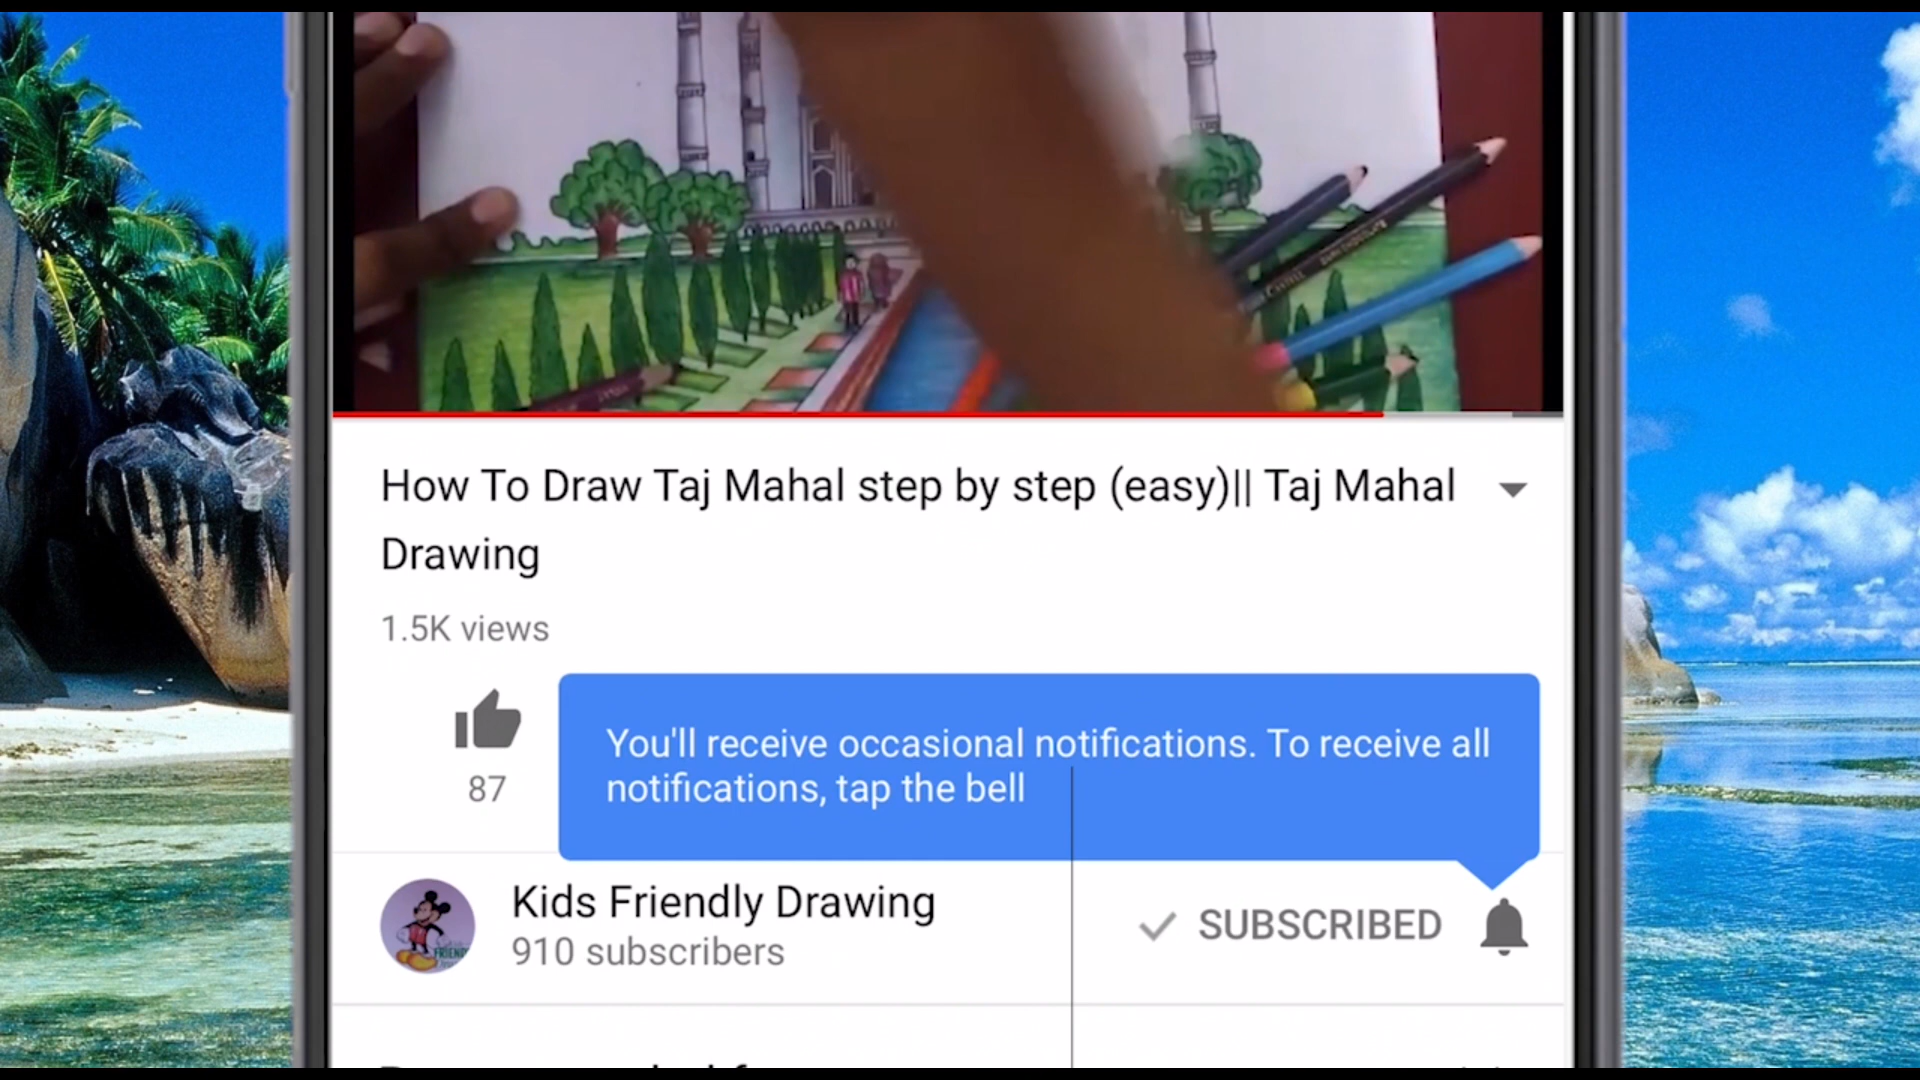 How To Draw Taj Mahal step by step (easy)|| Taj Mahal
Drawing
1.5K views
You'll receive occasional notifications. To receive all
notifications, tap the bell
87
Kids Friendly Drawing
910 subscribers
SUBSCRIBED